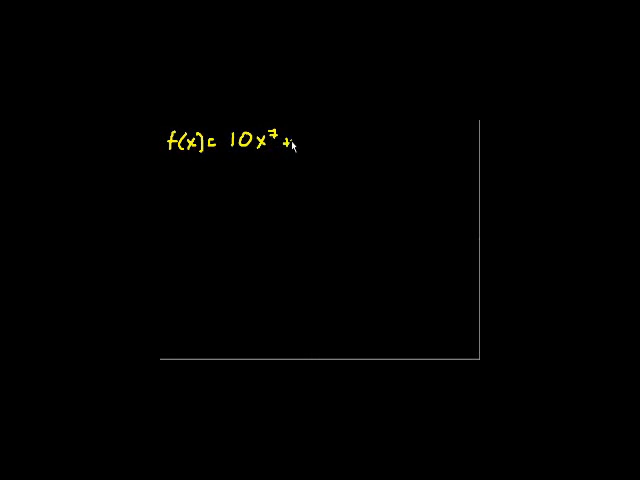 f(x) = 10x⁷ +